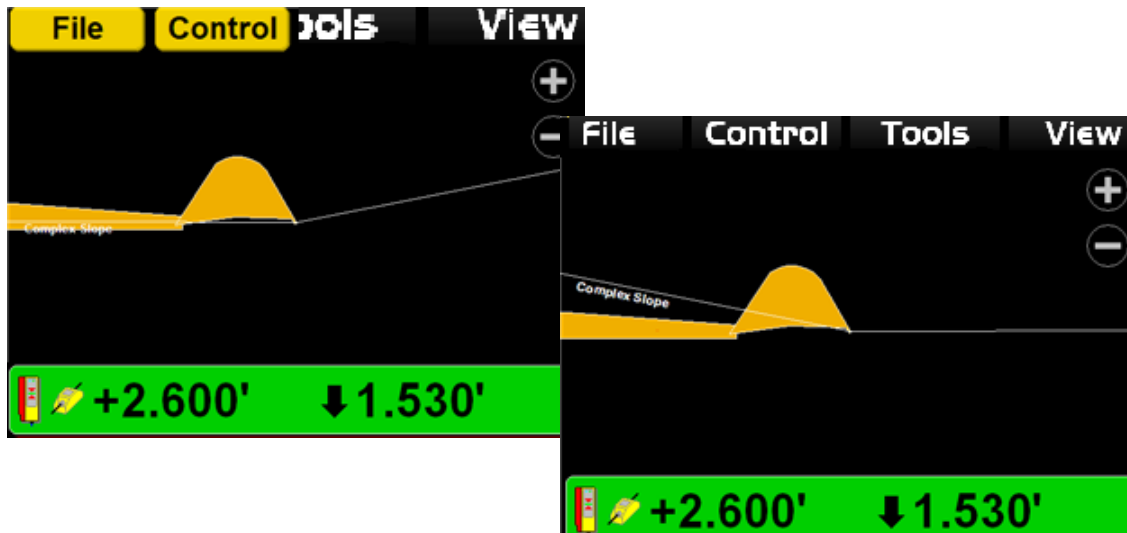 File Control ools View
Complex Slope
+2.600' 1.530'
File Control Tools View
Complex Slope
+2.600' 1.530'